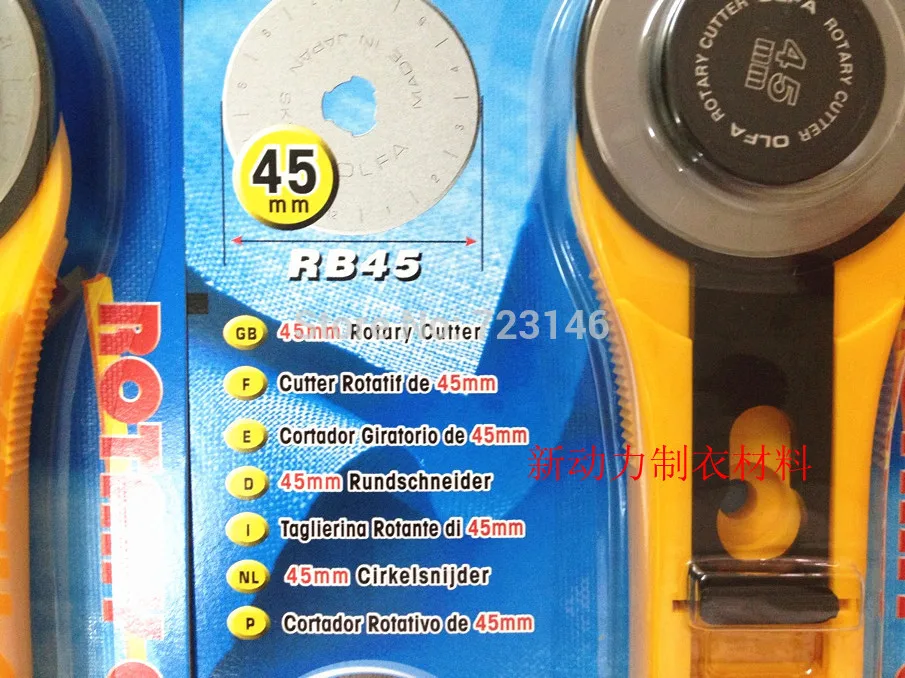 MADE IN JAPAN
OLFA
45
mm
RB45
GB 45mm Rotary Cutter
F Cutter Rotatif de 45mm
E Cortador Giratorio de 45mm
D 45mm Rundschneider
I Taglierina Rotante di 45mm
NL 45mm Cirkelsnijder
P Cortador Rotativo de 45mm
ROTARY CUTTER OLFA ROTARY CUTTER OLFA
45
mm
723146
新动力制衣材料